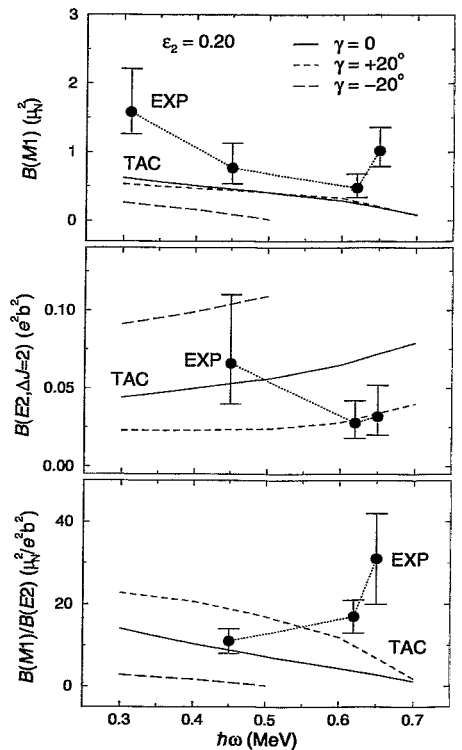 ε₂ = 0.20
γ = 0
γ = +20°
γ = −20°
EXP
TAC
3
2
1
0
B(M1) (μ_N²)
EXP
TAC
0.10
0.05
0.00
B(E2,ΔJ=2) (e²b²)
EXP
TAC
40
20
0
B(M1)/B(E2) (μ_N²/e²b²)
0.3 0.4 0.5 0.6 0.7
ħω (MeV)